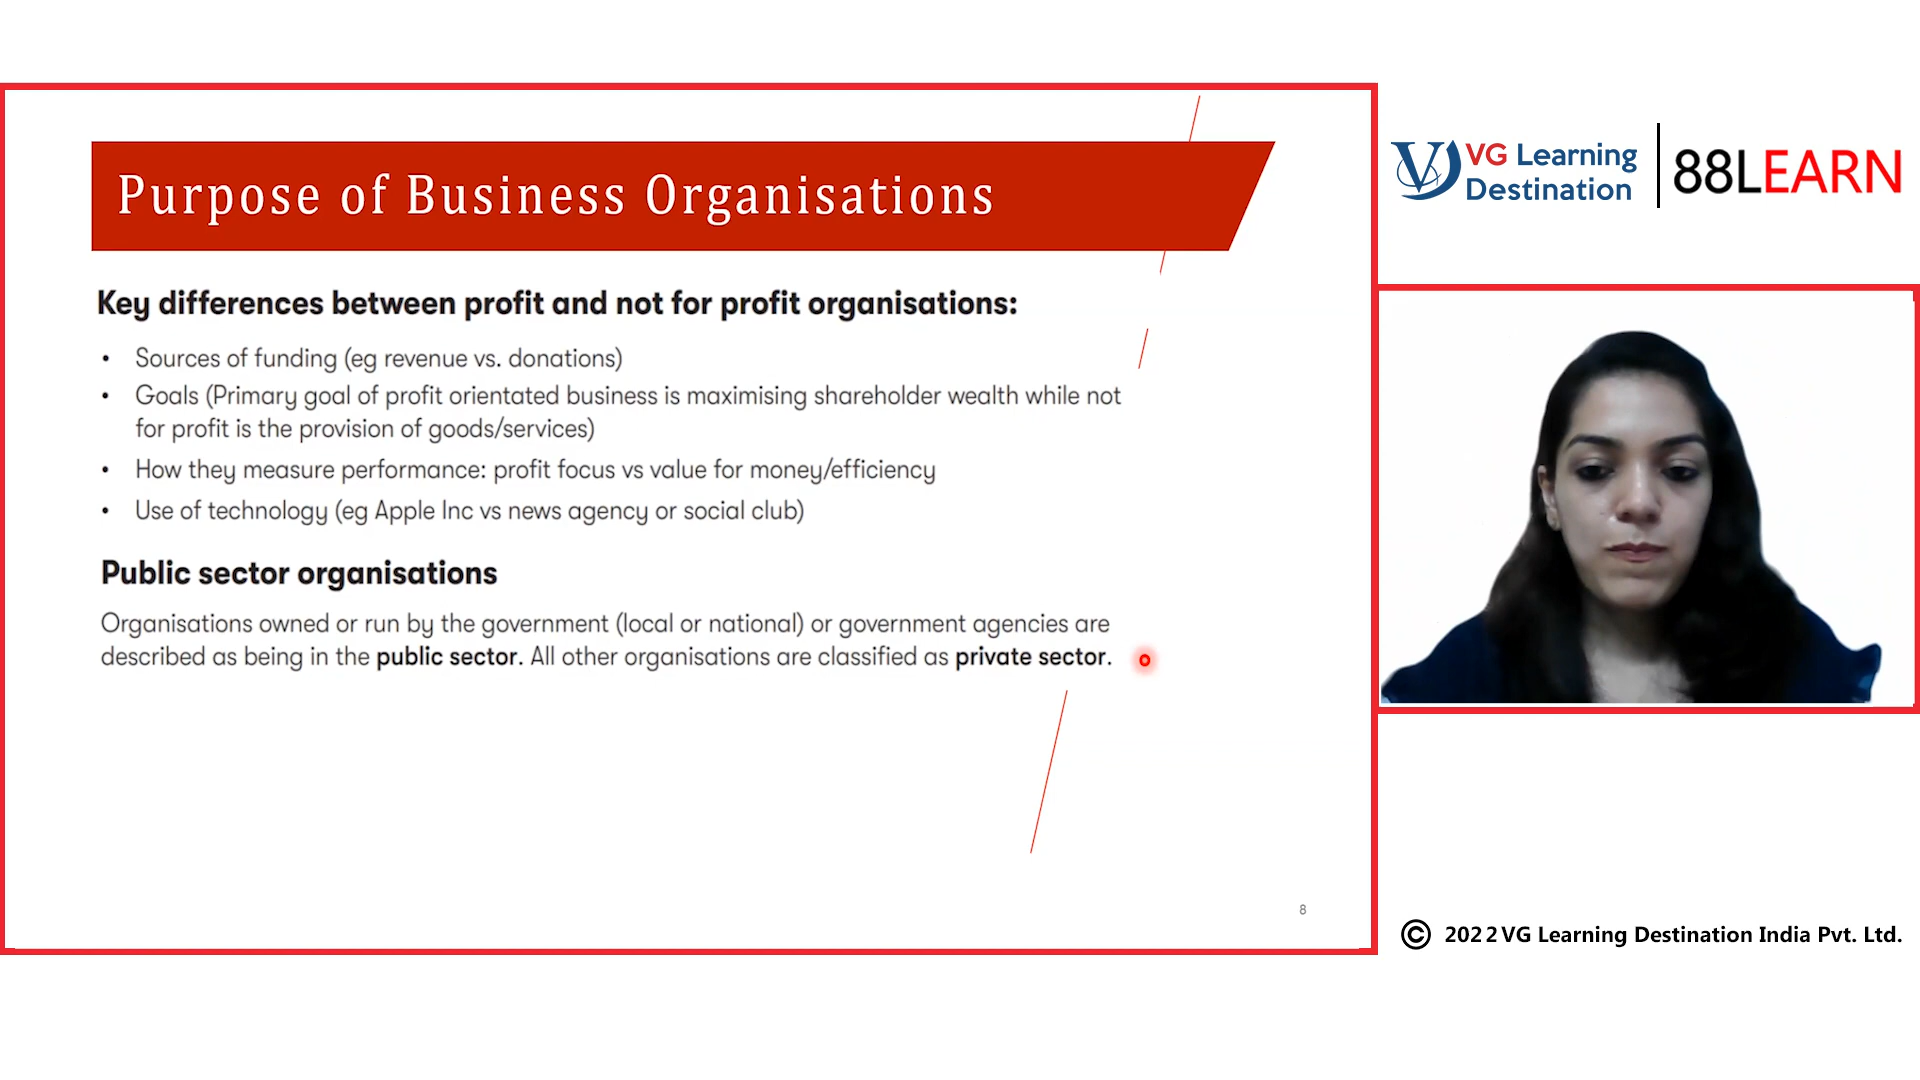 Purpose of Business Organisations
Key differences between profit and not for profit organisations:
• Sources of funding (eg revenue vs. donations)
• Goals (Primary goal of profit orientated business is maximising shareholder wealth while not
for profit is the provision of goods/services)
• How they measure performance: profit focus vs value for money/efficiency
• Use of technology (eg Apple Inc vs news agency or social club)
Public sector organisations
Organisations owned or run by the government (local or national) or government agencies are
described as being in the public sector. All other organisations are classified as private sector.
8
VG Learning
Destination
88LEARN
© 2022 VG Learning Destination India Pvt. Ltd.